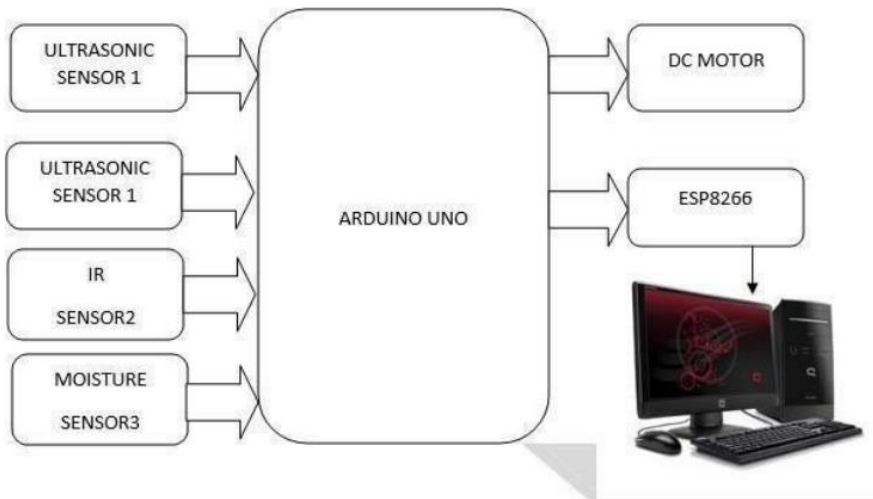 ULTRASONIC
SENSOR 1
ULTRASONIC
SENSOR 1
IR
SENSOR2
MOISTURE
SENSOR3
ARDUINO UNO
DC MOTOR
ESP8266